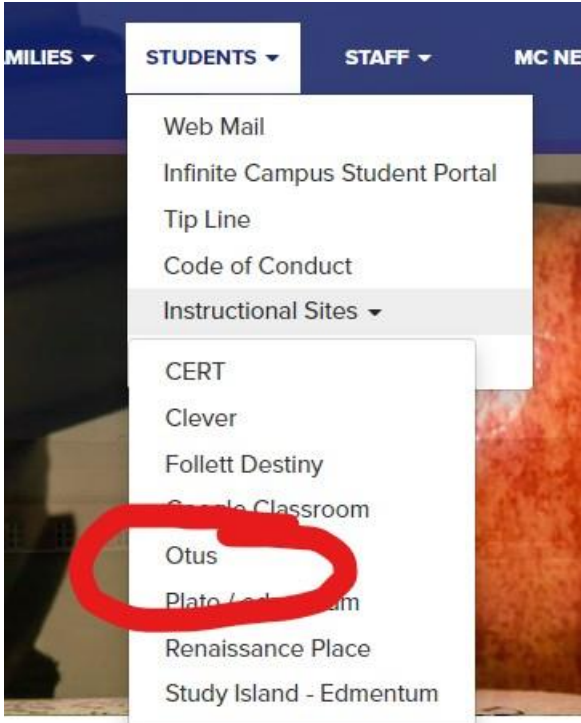 MILIES STUDENTS STAFF MC NE
Web Mail
Infinite Campus Student Portal
Tip Line
Code of Conduct
Instructional Sites
CERT
Clever
Follett Destiny
Google Classroom
Otus
Plato /
Renaissance Place
Study Island - Edmentum